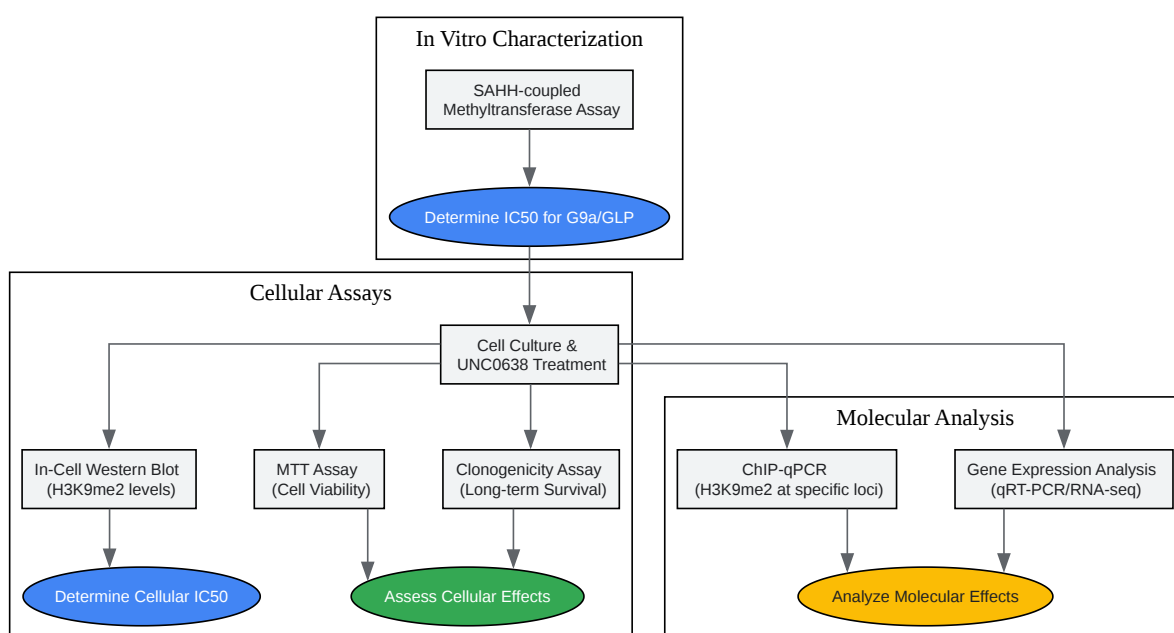 In Vitro Characterization
SAHH-coupled
Methyltransferase Assay
Determine IC50 for G9a/GLP
Cellular Assays
Cell Culture &
UNC0638 Treatment
Molecular Analysis
In-Cell Western Blot
(H3K9me2 levels)
MTT Assay
(Cell Viability)
Clonogenicity Assay
(Long-term Survival)
ChIP-qPCR
(H3K9me2 at specific loci)
Gene Expression Analysis
(qRT-PCR/RNA-seq)
Determine Cellular IC50
Assess Cellular Effects
Analyze Molecular Effects